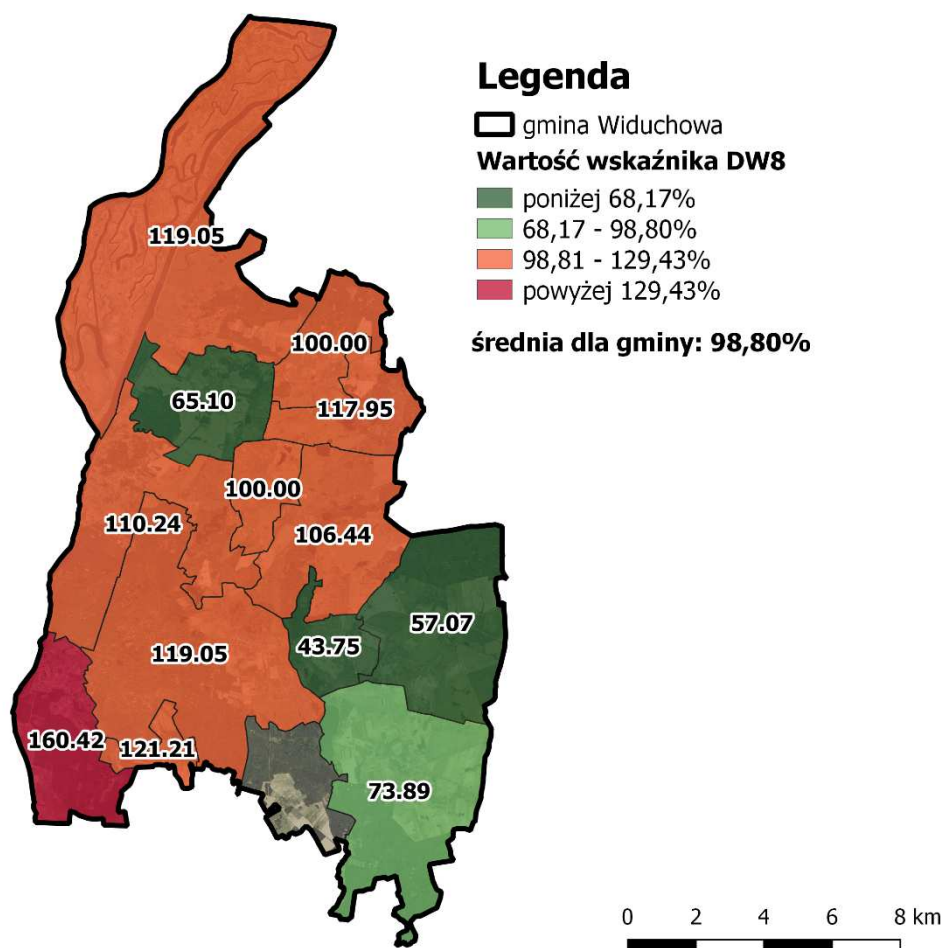 Legenda
gmina Widuchowa
Wartość wskaźnika DW8
poniżej 68,17%
68,17 - 98,80%
98,81 - 129,43%
powyżej 129,43%
średnia dla gminy: 98,80%
119.05
100.00
65.10
117.95
100.00
110.24
106.44
57.07
43.75
119.05
160.42
121.21
73.89
0 2 4 6 8 km